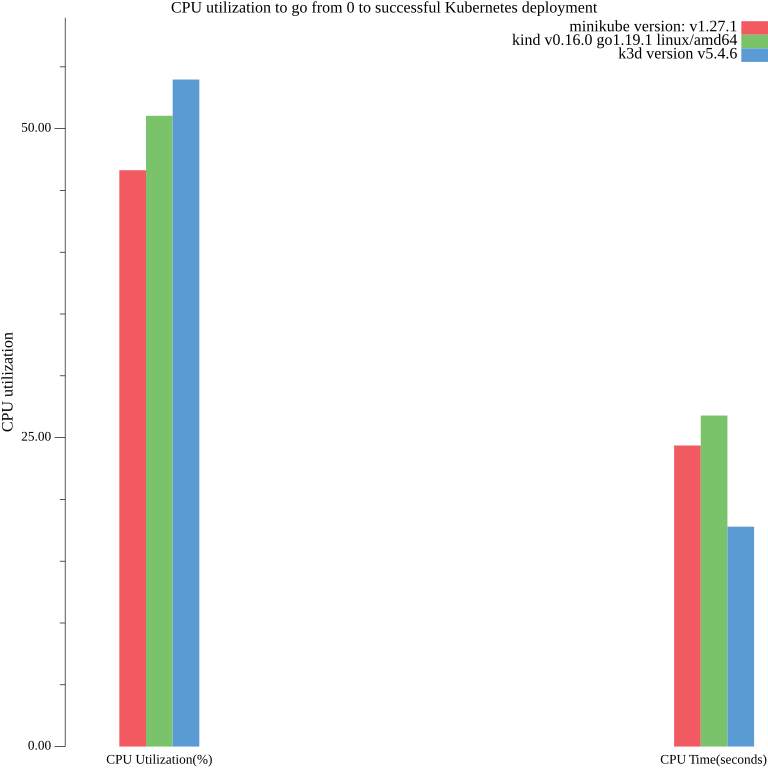 CPU utilization to go from 0 to successful Kubernetes deployment
minikube version: v1.27.1
kind v0.16.0 go1.19.1 linux/amd64
k3d version v5.4.6
50.00
25.00
0.00
CPU utilization
CPU Utilization(%)
CPU Time(seconds)